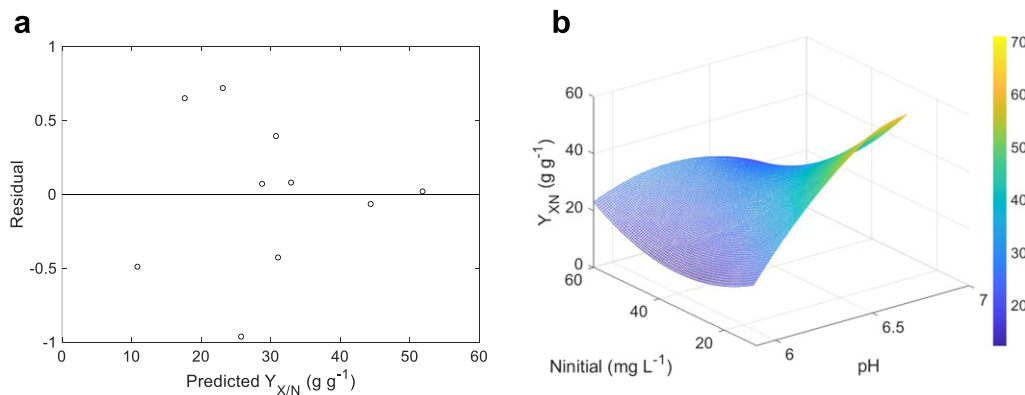 a
1
0.5
0
-0.5
-1
Residual
0 10 20 30 40 50 60
Predicted Y_{X/N} (g g^{-1})
b
60
40
20
0
Y_{XN} (g g^{-1})
60
40
20
Ninitial (mg L^{-1})
6
6.5
7
pH
70
60
50
40
30
20